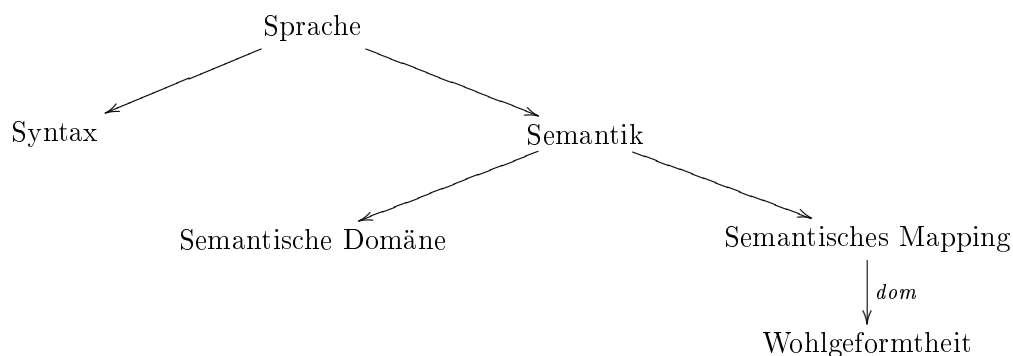 Sprache
Syntax
Semantik
Semantische Domäne
Semantisches Mapping
dom
Wohlgeformtheit